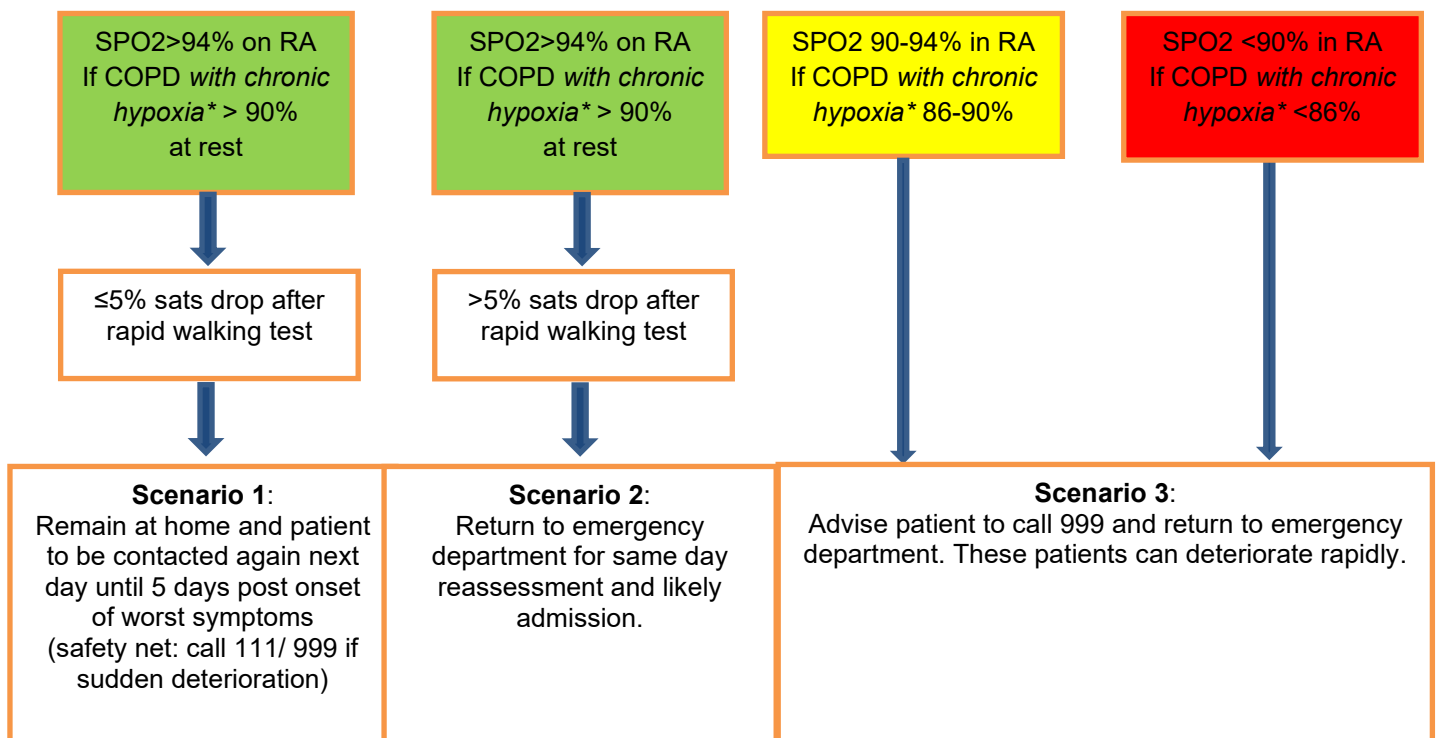 SPO2>94% on RA
If COPD with chronic
hypoxia* > 90%
at rest
SPO2>94% on RA
If COPD with chronic
hypoxia* > 90%
at rest
SPO2 90-94% in RA
If COPD with chronic
hypoxia* 86-90%
SPO2 <90% in RA
If COPD with chronic
hypoxia* <86%
≤5% sats drop after
rapid walking test
>5% sats drop after
rapid walking test
Scenario 1:
Remain at home and patient
to be contacted again next
day until 5 days post onset
of worst symptoms
(safety net: call 111/ 999 if
sudden deterioration)
Scenario 2:
Return to emergency
department for same day
reassessment and likely
admission.
Scenario 3:
Advise patient to call 999 and return to emergency
department. These patients can deteriorate rapidly.